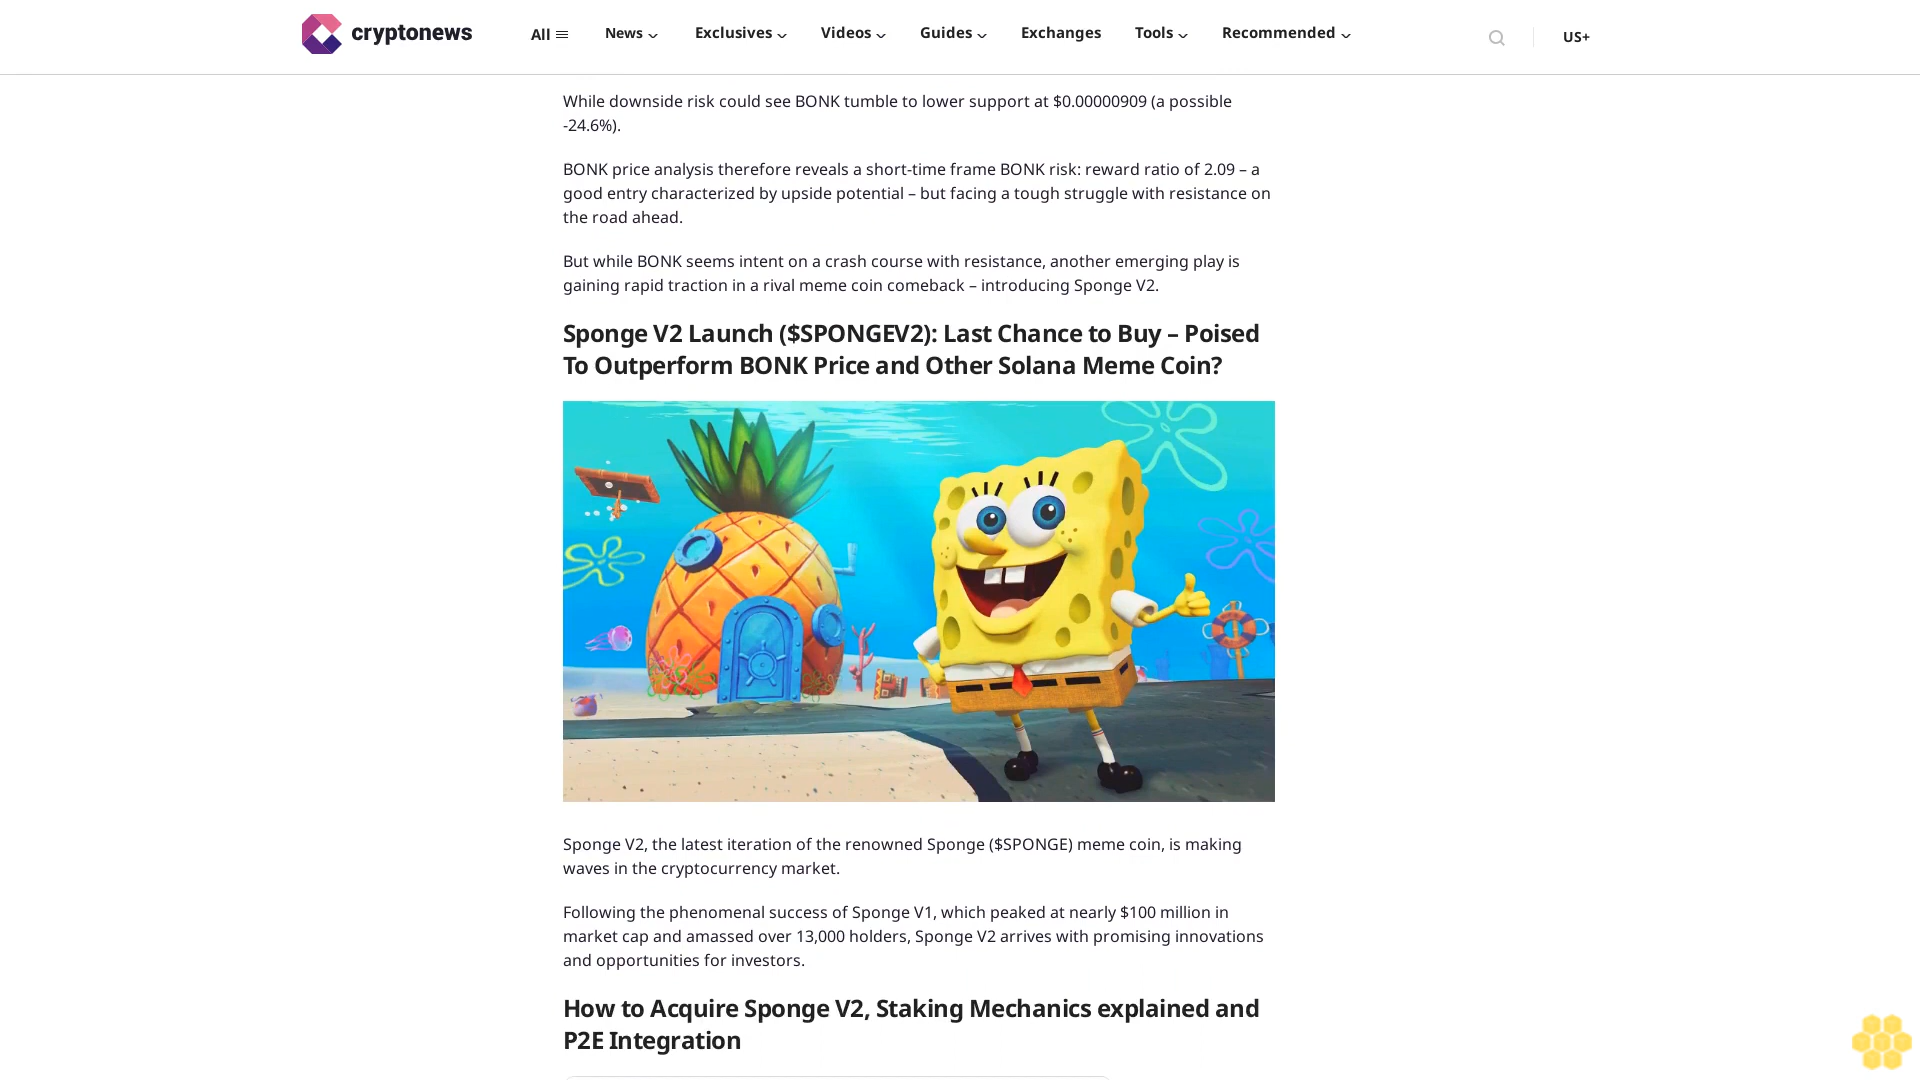 cryptonews
All
News
Exclusives
Videos
Guides
Exchanges
Tools
Recommended
US+
While downside risk could see BONK tumble to lower support at $0.00000909 (a possible
-24.6%).
BONK price analysis therefore reveals a short-time frame BONK risk: reward ratio of 2.09 – a
good entry characterized by upside potential – but facing a tough struggle with resistance on
the road ahead.
But while BONK seems intent on a crash course with resistance, another emerging play is
gaining rapid traction in a rival meme coin comeback – introducing Sponge V2.
Sponge V2 Launch ($SPONGEV2): Last Chance to Buy – Poised
To Outperform BONK Price and Other Solana Meme Coin?
Sponge V2, the latest iteration of the renowned Sponge ($SPONGE) meme coin, is making
waves in the cryptocurrency market.
Following the phenomenal success of Sponge V1, which peaked at nearly $100 million in
market cap and amassed over 13,000 holders, Sponge V2 arrives with promising innovations
and opportunities for investors.
How to Acquire Sponge V2, Staking Mechanics explained and
P2E Integration